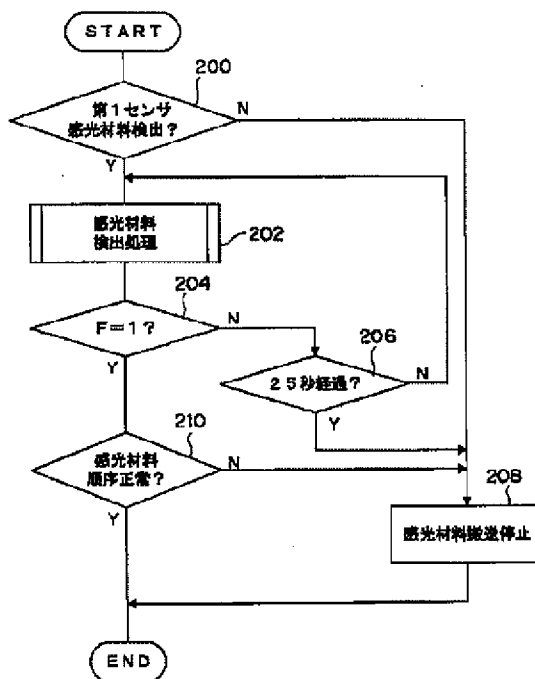 START
200
第1センサ
感光材料検出?
N
Y
感光材料
検出処理
202
204
F=1?
N
Y
206
25秒経過?
N
Y
210
感光材料
順序正常?
N
Y
208
感光材料搬送停止
END